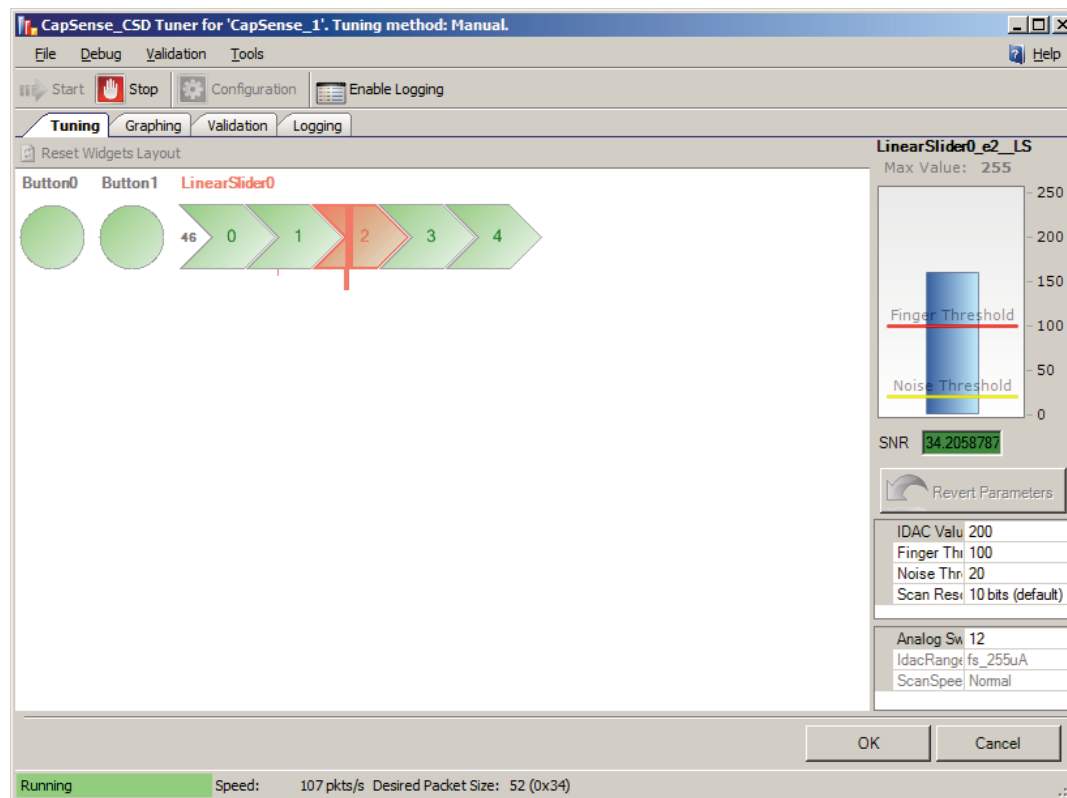 CapSense_CSD Tuner for 'CapSense_1'. Tuning method: Manual.
File Debug Validation Tools Help
Start Stop Configuration Enable Logging
Tuning Graphing Validation Logging
Reset Widgets Layout
Button0 Button1 LinearSlider0
46 0 1 2 3 4
LinearSlider0_e2__LS
Max Value: 255
250
200
150
Finger Threshold
100
50
Noise Threshold
0
SNR 34.2058787
Revert Parameters
IDAC Valu 200
Finger Thr 100
Noise Thr 20
Scan Reso 10 bits (default)
Analog Sw 12
IdacRange fs_255uA
ScanSpee Normal
OK Cancel
Running Speed: 107 pkts/s Desired Packet Size: 52 (0x34)